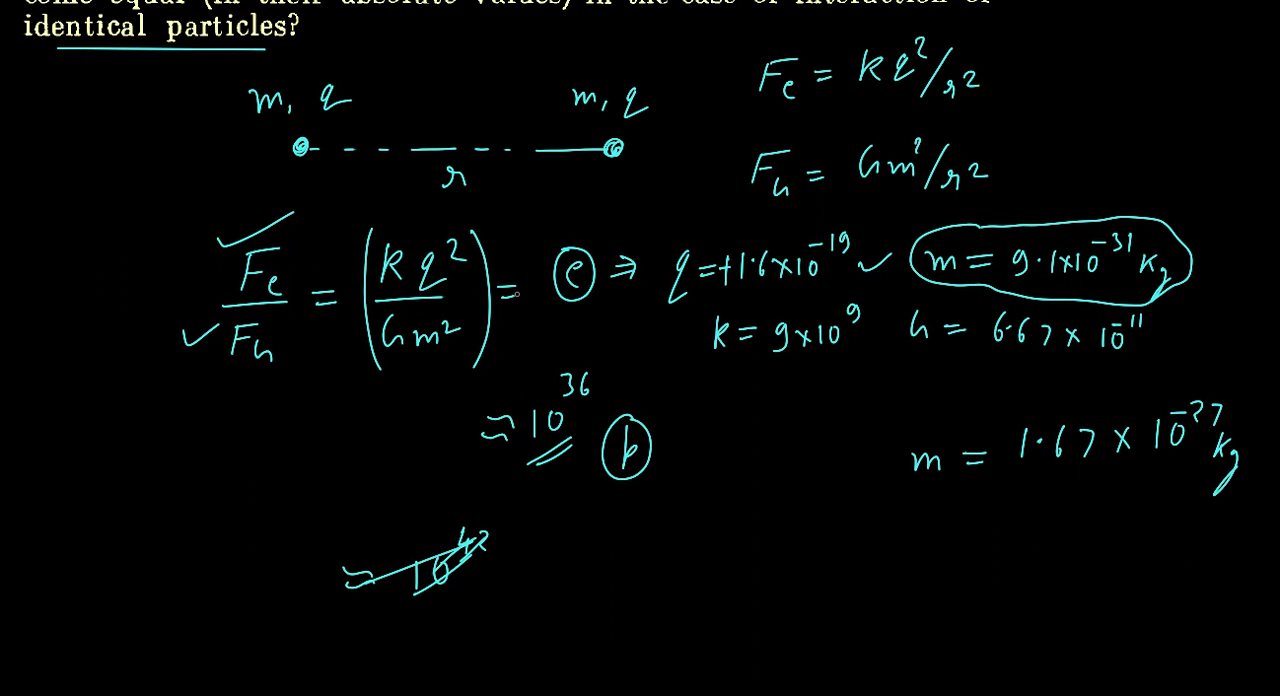 identical particles?
m, q m, q
r
Fe = kq²/r²
FG = Gm²/r²
Fe/FG = (kq²/Gm²) = (e) ⇒ q = +1.6×10⁻¹⁹ ✓ m = 9.1×10⁻³¹ Kg
k = 9×10⁹ G = 6.67 × 10⁻¹¹
≈ 10³⁶ (p)
m = 1.67 × 10⁻²⁷ kg
≈ 10⁴²